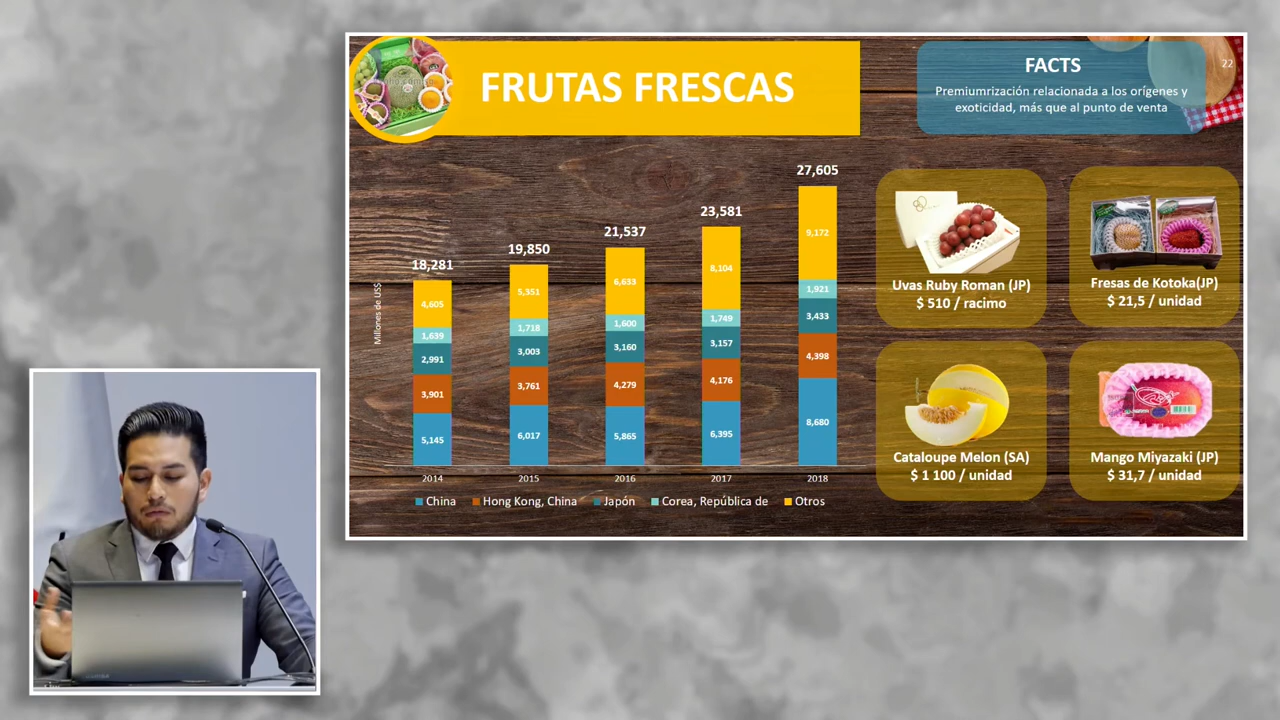 FRUTAS FRESCAS
FACTS
22
Premiumrización relacionada a los orígenes y
exoticidad, más que al punto de venta
Millones de US$
18,281
19,850
21,537
23,581
27,605
4,605
5,351
6,633
8,104
9,172
1,639
1,718
1,600
1,749
1,921
2,991
3,003
3,160
3,157
3,433
3,901
3,761
4,279
4,176
4,398
5,145
6,017
5,865
6,395
8,680
2014
2015
2016
2017
2018
China
Hong Kong, China
Japón
Corea, República de
Otros
Uvas Ruby Roman (JP)
$ 510 / racimo
Fresas de Kotoka(JP)
$ 21,5 / unidad
Cataloupe Melon (SA)
$ 1 100 / unidad
Mango Miyazaki (JP)
$ 31,7 / unidad